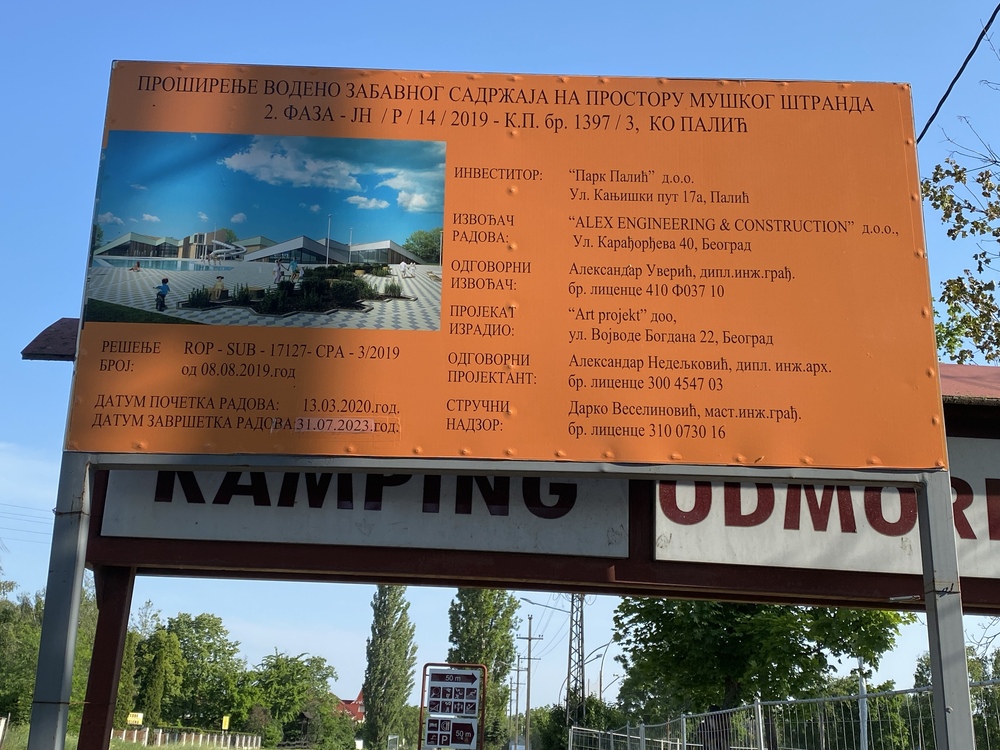 ПРОШИРЕЊЕ ВОДЕНО ЗАБАВНОГ САДРЖАЈА НА ПРОСТОРУ МУШКОГ ШТРАНДА
2. ФАЗА - ЈН / Р / 14 / 2019 - К.П. бр. 1397 / 3, КО ПАЛИЋ
ИНВЕСТИТОР: “Парк Палић” д.о.о.
Ул. Кањишки пут 17а, Палић
ИЗВОЂАЧ “ALEX ENGINEERING & CONSTRUCTION” д.о.о.,
РАДОВА: Ул. Карађорђева 40, Београд
ОДГОВОРНИ Александар Уверић, дипл.инж.грађ.
ИЗВОЂАЧ: бр. лиценце 410 Ф037 10
ПРОЈЕКАТ “Art projekt” доо,
ИЗРАДИО: ул. Војводе Богдана 22, Београд
ОДГОВОРНИ Александар Недељковић, дипл. инж.арх.
ПРОЈЕКТАНТ: бр. лиценце 300 4547 03
СТРУЧНИ Дарко Веселиновић, маст.инж.грађ.
НАДЗОР: бр. лиценце 310 0730 16
РЕШЕЊЕ ROP - SUB - 17127- CPA - 3/2019
БРОЈ: од 08.08.2019.год
ДАТУМ ПОЧЕТКА РАДОВА: 13.03.2020.год.
ДАТУМ ЗАВРШЕТКА РАДОВА:31.07.2023.год.
KAMPING ODMOR
50 m
P 50 m